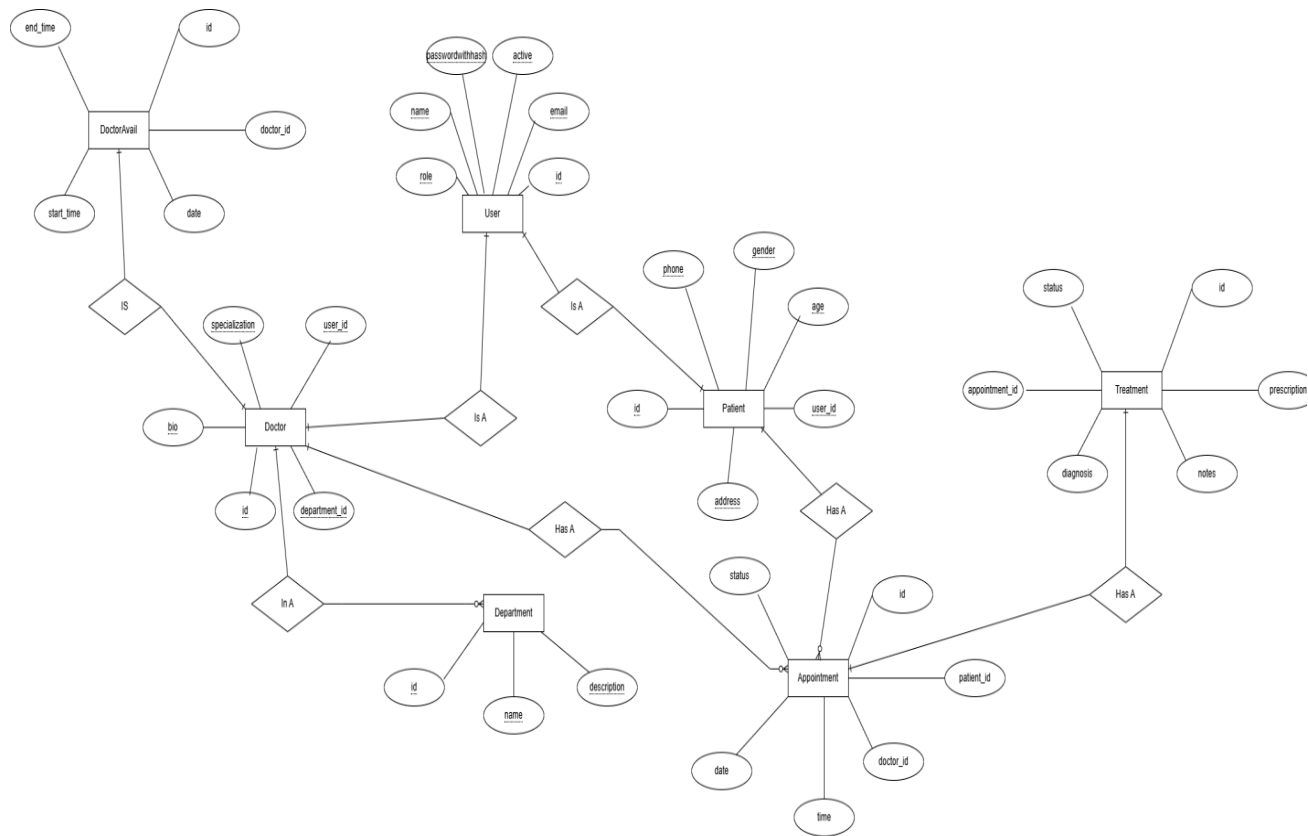 end_time
id
DoctorAvail
doctor_id
start_time
date
IS
passwordwithhash
active
name
email
role
id
User
Is A
Is A
specialization
user_id
bio
Doctor
id
department_id
In A
Has A
Department
id
name
description
phone
gender
age
id
Patient
user_id
address
Has A
status
id
Appointment
patient_id
date
doctor_id
time
status
id
appointment_id
Treatment
prescription
diagnosis
notes
Has A